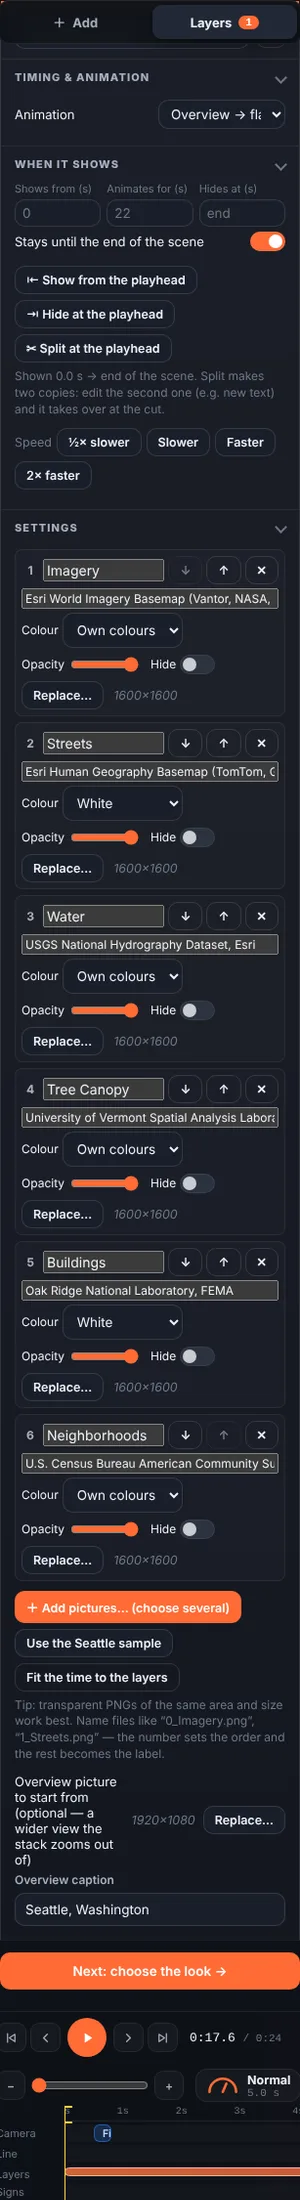 + Add
Layers 1
TIMING & ANIMATION
Animation
Overview → fla
WHEN IT SHOWS
Shows from (s) Animates for (s) Hides at (s)
0 22 end
Stays until the end of the scene
⇤ Show from the playhead
⇥ Hide at the playhead
✂ Split at the playhead
Shown 0.0 s → end of the scene. Split makes
two copies: edit the second one (e.g. new text)
and it takes over at the cut.
Speed ½× slower Slower Faster
2× faster
SETTINGS
1 Imagery ↓ ↑ ×
Esri World Imagery Basemap (Vantor, NASA,
Colour Own colours
Opacity Hide
Replace... 1600×1600
2 Streets ↓ ↑ ×
Esri Human Geography Basemap (TomTom, G
Colour White
Opacity Hide
Replace... 1600×1600
3 Water ↓ ↑ ×
USGS National Hydrography Dataset, Esri
Colour Own colours
Opacity Hide
Replace... 1600×1600
4 Tree Canopy ↓ ↑ ×
University of Vermont Spatial Analysis Labora
Colour Own colours
Opacity Hide
Replace... 1600×1600
5 Buildings ↓ ↑ ×
Oak Ridge National Laboratory, FEMA
Colour White
Opacity Hide
Replace... 1600×1600
6 Neighborhoods ↓ ↑ ×
U.S. Census Bureau American Community Su
Colour Own colours
Opacity Hide
Replace... 1600×1600
+ Add pictures... (choose several)
Use the Seattle sample
Fit the time to the layers
Tip: transparent PNGs of the same area and size
work best. Name files like “0_Imagery.png”,
“1_Streets.png” — the number sets the order and
the rest becomes the label.
Overview picture
to start from
(optional — a
wider view the
stack zooms out
of)
1920×1080 Replace...
Overview caption
Seattle, Washington
Next: choose the look →
0:17.6 / 0:24
− + Normal
5.0 s
1s 2s 3s
Camera Fi
Line
Layers
Signs